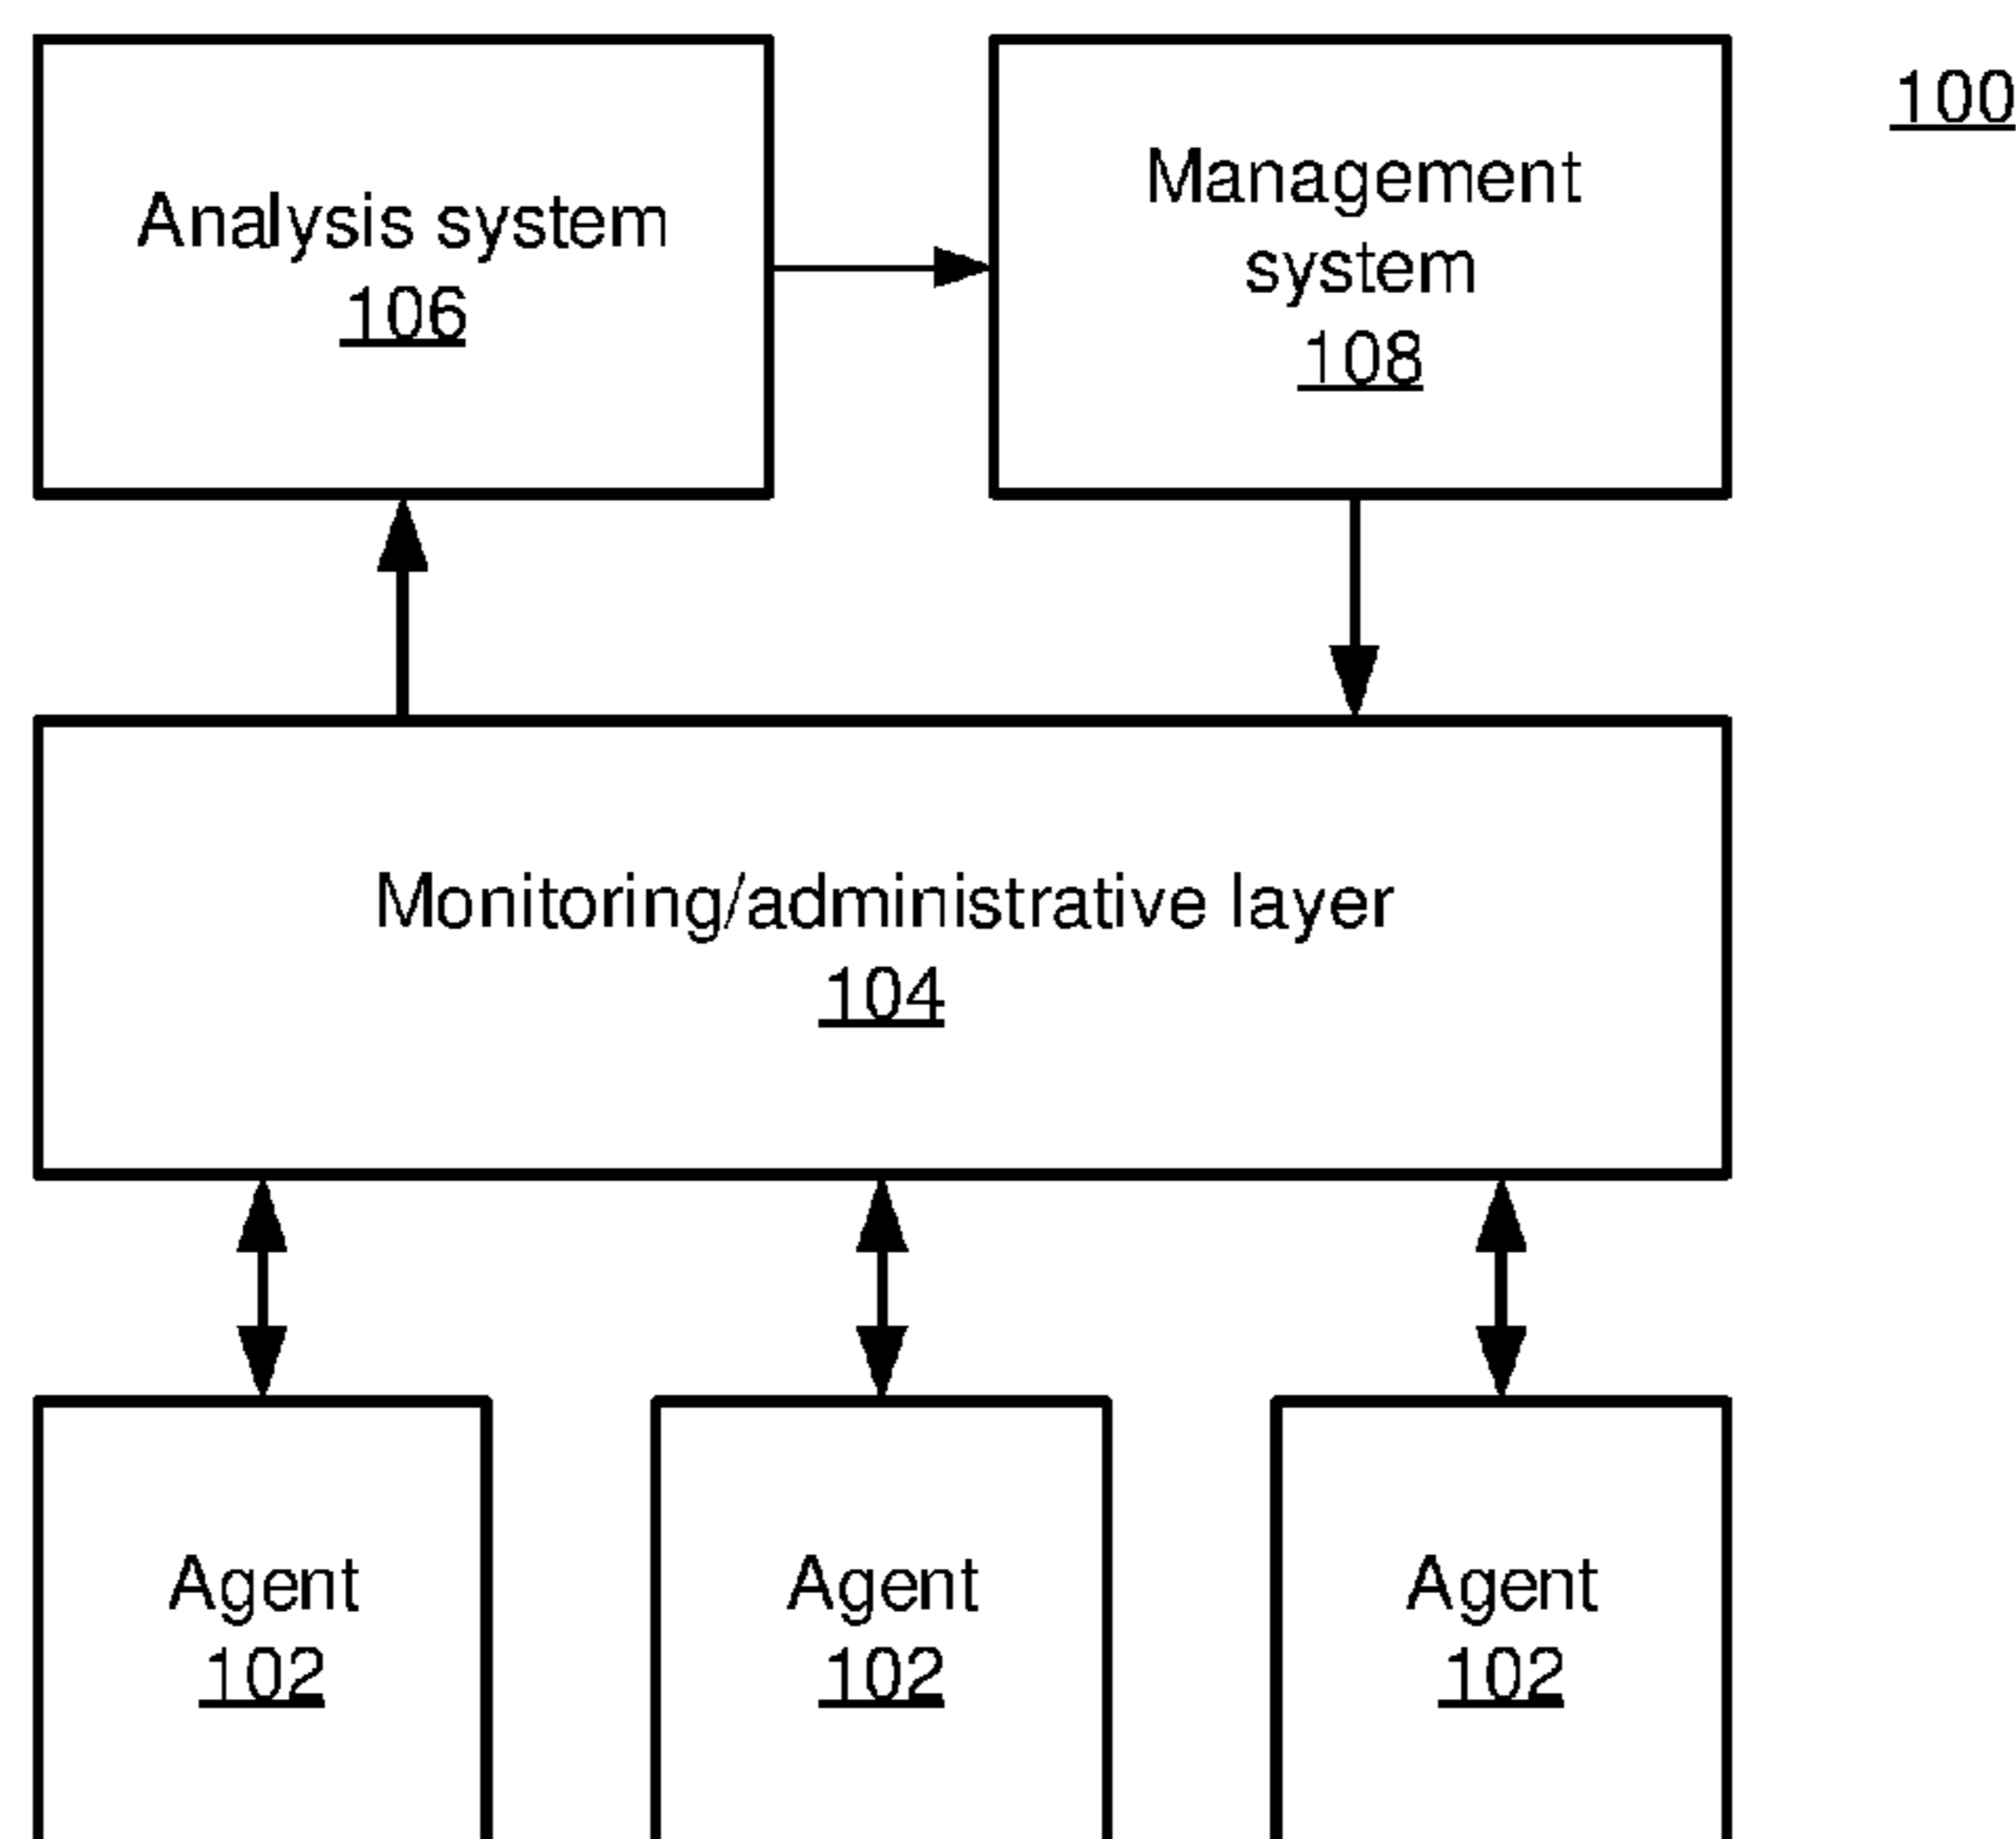 100
Analysis system
106
Management
system
108
Monitoring/administrative layer
104
Agent
102
Agent
102
Agent
102